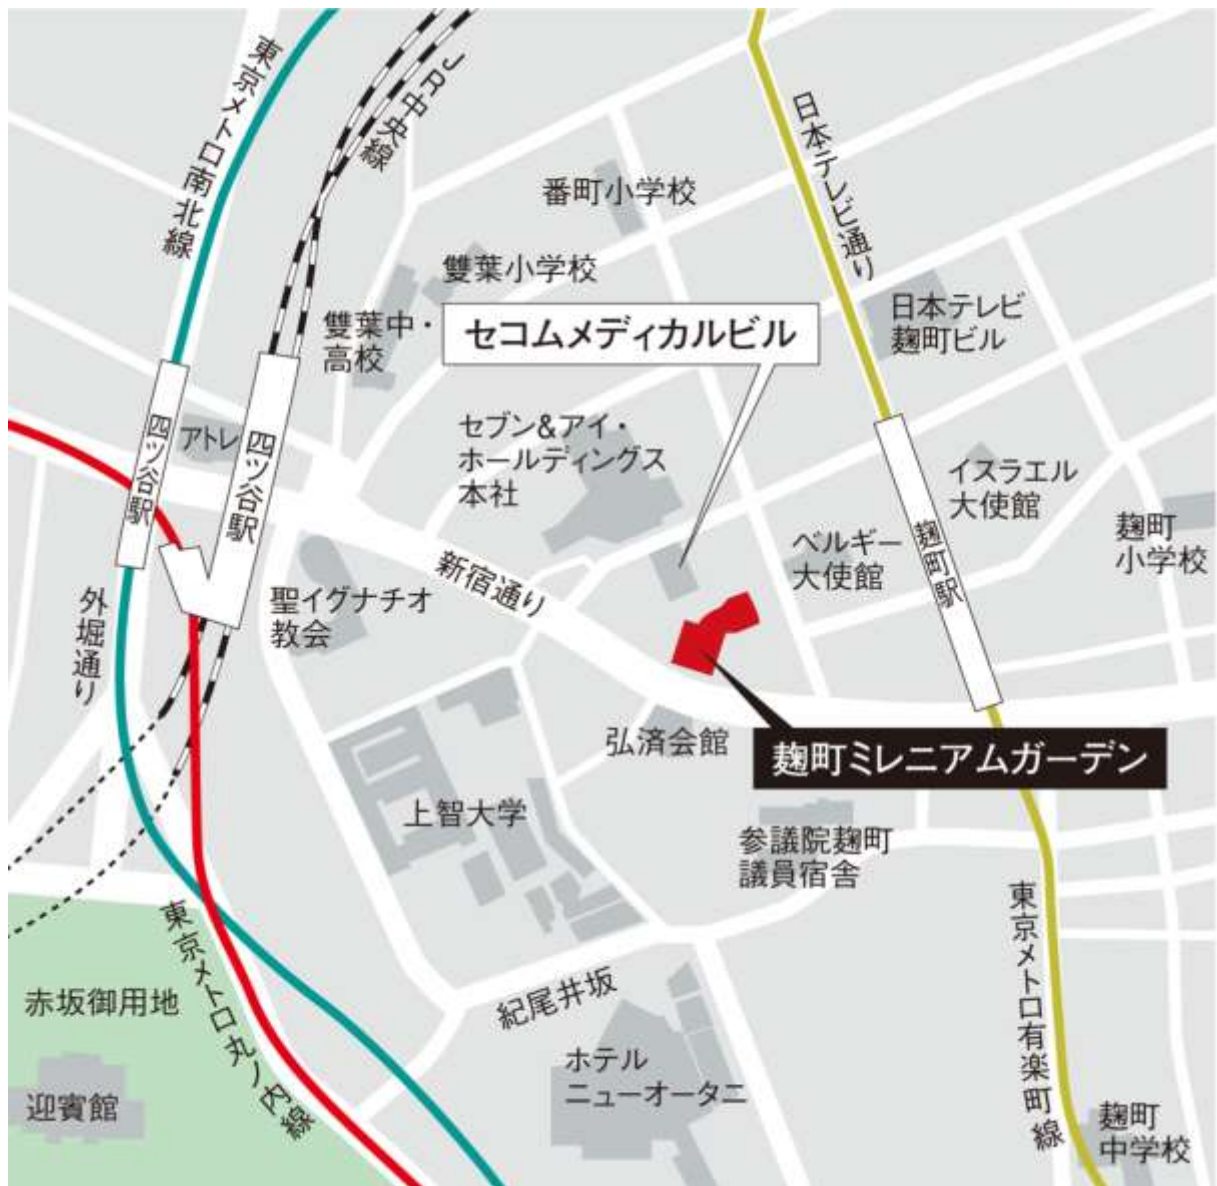 東京メトロ南北線
JR中央線
日本テレビ通り
番町小学校
雙葉小学校
雙葉中・
高校
セコムメディカルビル
日本テレビ
麹町ビル
アトレ
四ツ谷駅
四ツ谷駅
セブン&アイ・
ホールディングス
本社
イスラエル
大使館
麹町
小学校
ベルギー
大使館
麹町駅
新宿通り
聖イグナチオ
教会
外堀通り
弘済会館
麹町ミレニアムガーデン
上智大学
参議院麹町
議員宿舎
東京メトロ丸ノ内線
東京メトロ有楽町線
赤坂御用地
紀尾井坂
ホテル
ニューオータニ
迎賓館
麹町
中学校